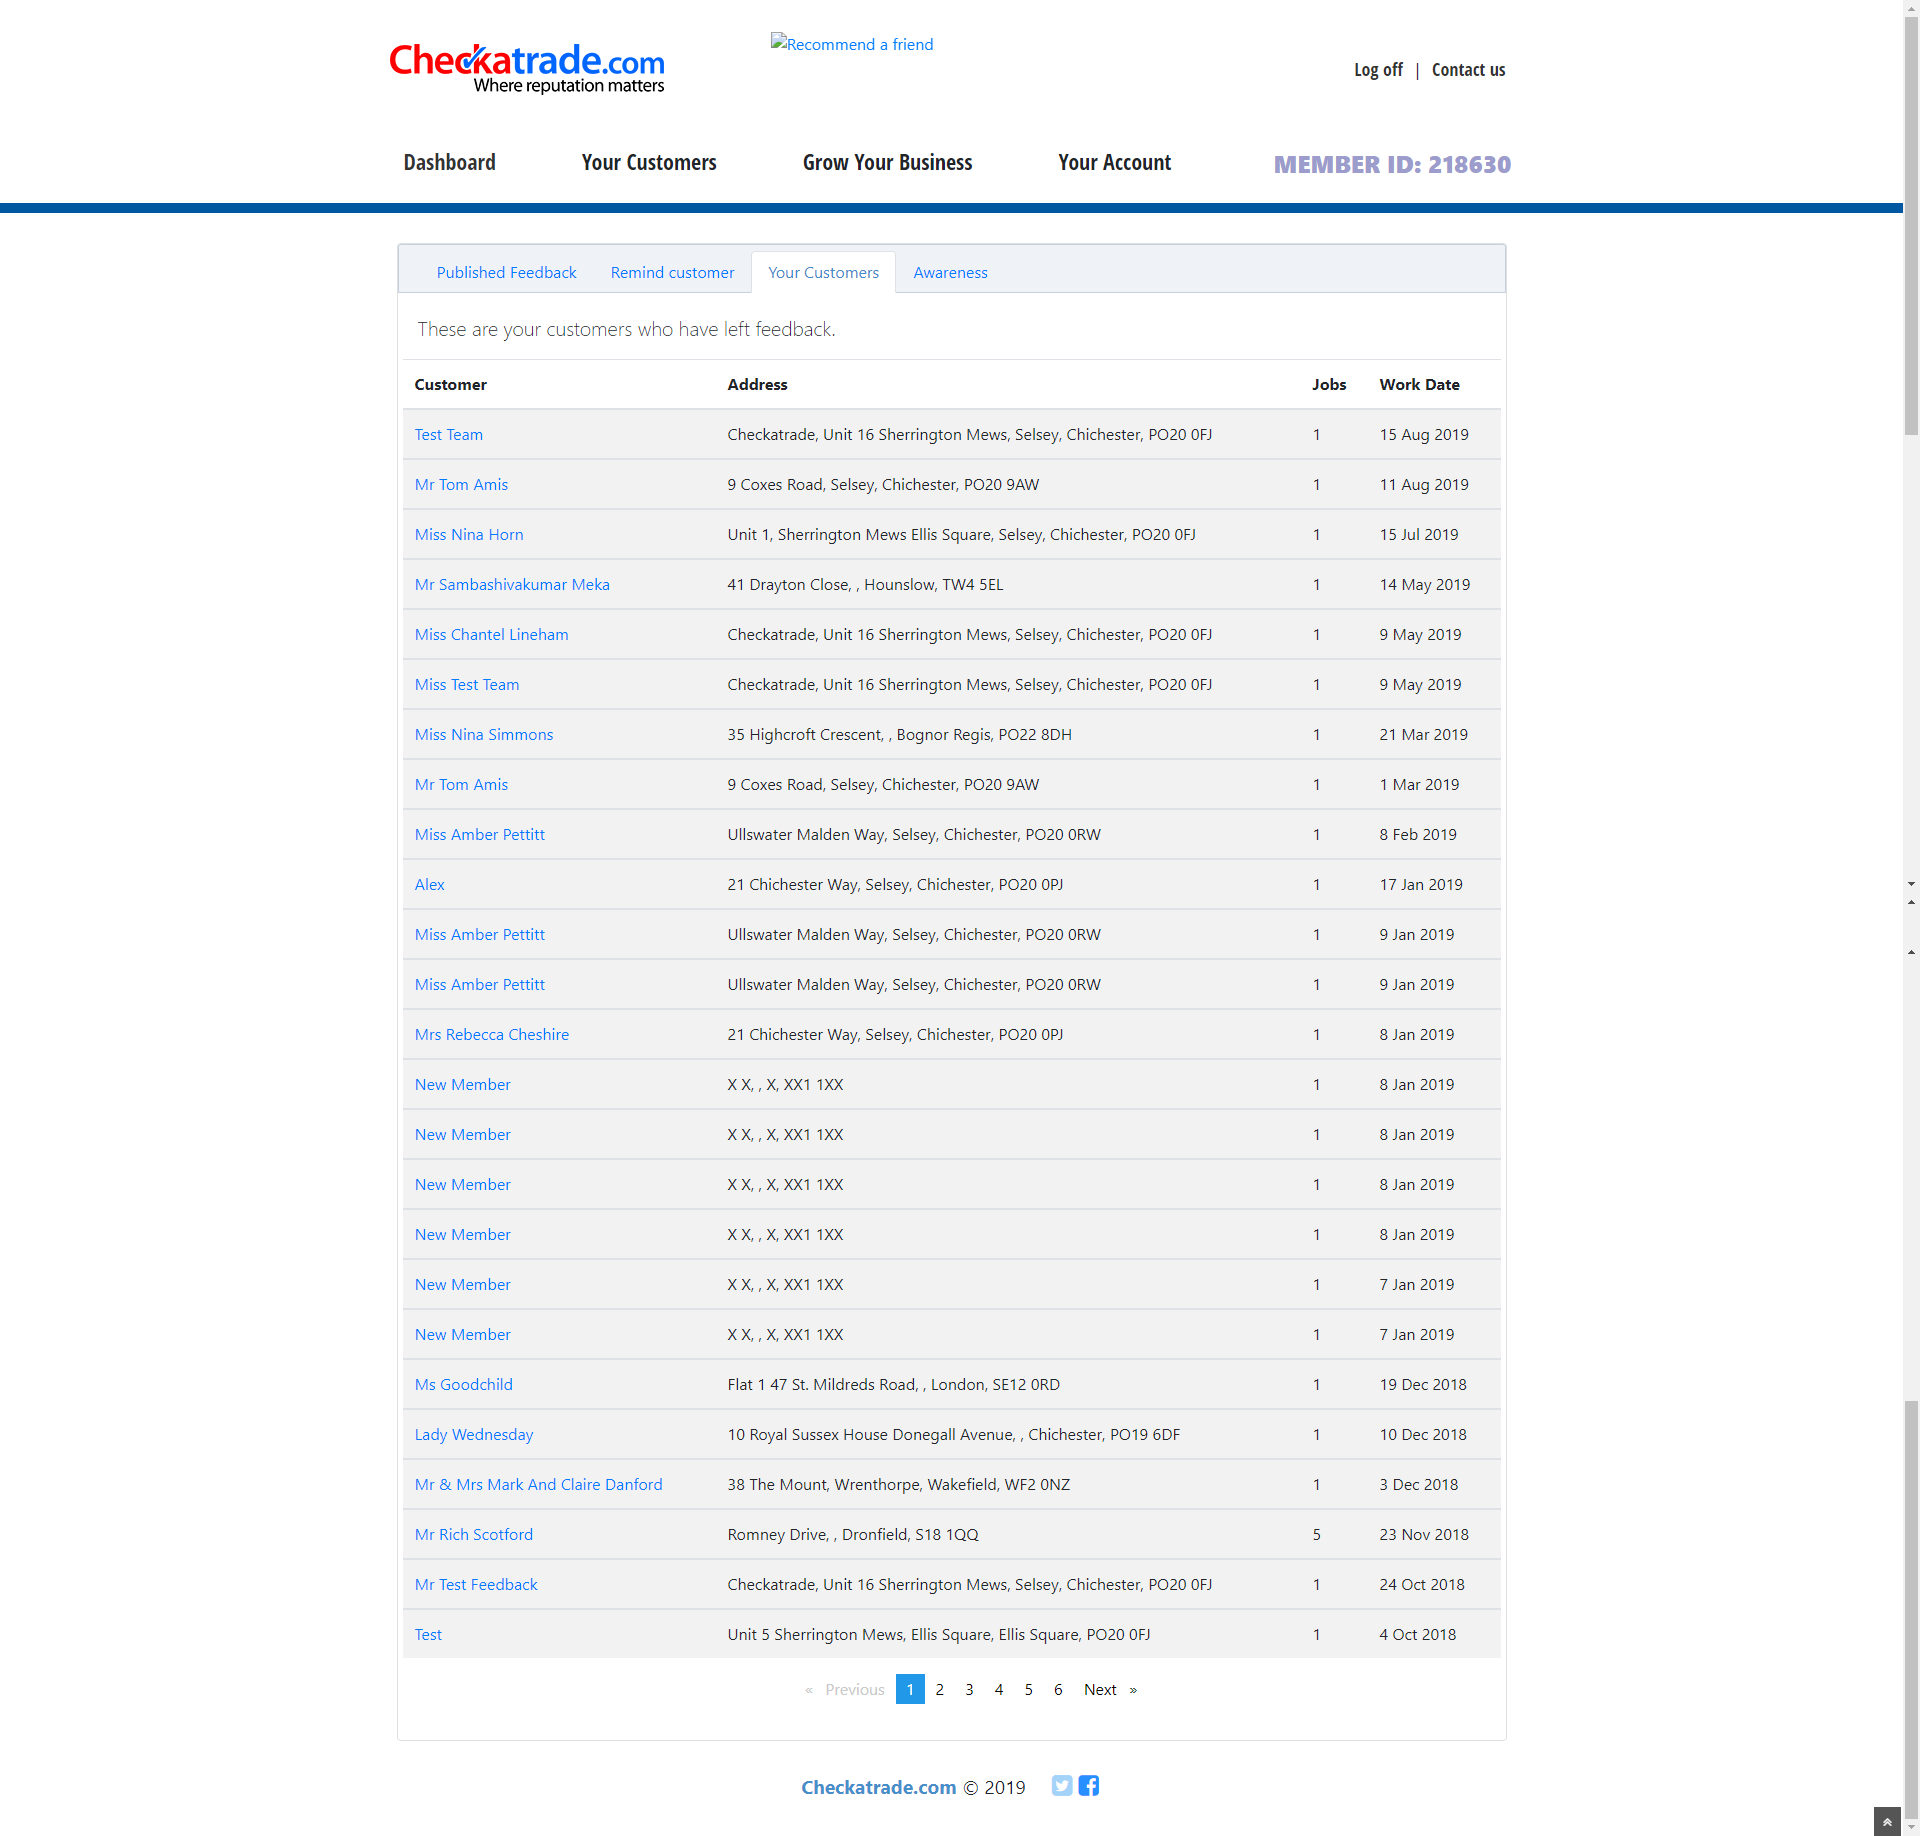 Checkatrade.com
Where reputation matters
Recommend a friend
Log off | Contact us
Dashboard Your Customers Grow Your Business Your Account MEMBER ID: 218630
Published Feedback Remind customer Your Customers Awareness
These are your customers who have left feedback.
Customer Address Jobs Work Date
Test Team Checkatrade, Unit 16 Sherrington Mews, Selsey, Chichester, PO20 0FJ 1 15 Aug 2019
Mr Tom Amis 9 Coxes Road, Selsey, Chichester, PO20 9AW 1 11 Aug 2019
Miss Nina Horn Unit 1, Sherrington Mews Ellis Square, Selsey, Chichester, PO20 0FJ 1 15 Jul 2019
Mr Sambashivakumar Meka 41 Drayton Close, , Hounslow, TW4 5EL 1 14 May 2019
Miss Chantel Lineham Checkatrade, Unit 16 Sherrington Mews, Selsey, Chichester, PO20 0FJ 1 9 May 2019
Miss Test Team Checkatrade, Unit 16 Sherrington Mews, Selsey, Chichester, PO20 0FJ 1 9 May 2019
Miss Nina Simmons 35 Highcroft Crescent, , Bognor Regis, PO22 8DH 1 21 Mar 2019
Mr Tom Amis 9 Coxes Road, Selsey, Chichester, PO20 9AW 1 1 Mar 2019
Miss Amber Pettitt Ullswater Malden Way, Selsey, Chichester, PO20 0RW 1 8 Feb 2019
Alex 21 Chichester Way, Selsey, Chichester, PO20 0PJ 1 17 Jan 2019
Miss Amber Pettitt Ullswater Malden Way, Selsey, Chichester, PO20 0RW 1 9 Jan 2019
Miss Amber Pettitt Ullswater Malden Way, Selsey, Chichester, PO20 0RW 1 9 Jan 2019
Mrs Rebecca Cheshire 21 Chichester Way, Selsey, Chichester, PO20 0PJ 1 8 Jan 2019
New Member X X, , X, XX1 1XX 1 8 Jan 2019
New Member X X, , X, XX1 1XX 1 8 Jan 2019
New Member X X, , X, XX1 1XX 1 8 Jan 2019
New Member X X, , X, XX1 1XX 1 8 Jan 2019
New Member X X, , X, XX1 1XX 1 7 Jan 2019
New Member X X, , X, XX1 1XX 1 7 Jan 2019
Ms Goodchild Flat 1 47 St. Mildreds Road, , London, SE12 0RD 1 19 Dec 2018
Lady Wednesday 10 Royal Sussex House Donegall Avenue, , Chichester, PO19 6DF 1 10 Dec 2018
Mr & Mrs Mark And Claire Danford 38 The Mount, Wrenthorpe, Wakefield, WF2 0NZ 1 3 Dec 2018
Mr Rich Scotford Romney Drive, , Dronfield, S18 1QQ 5 23 Nov 2018
Mr Test Feedback Checkatrade, Unit 16 Sherrington Mews, Selsey, Chichester, PO20 0FJ 1 24 Oct 2018
Test Unit 5 Sherrington Mews, Ellis Square, Ellis Square, PO20 0FJ 1 4 Oct 2018
« Previous 1 2 3 4 5 6 Next »
Checkatrade.com © 2019